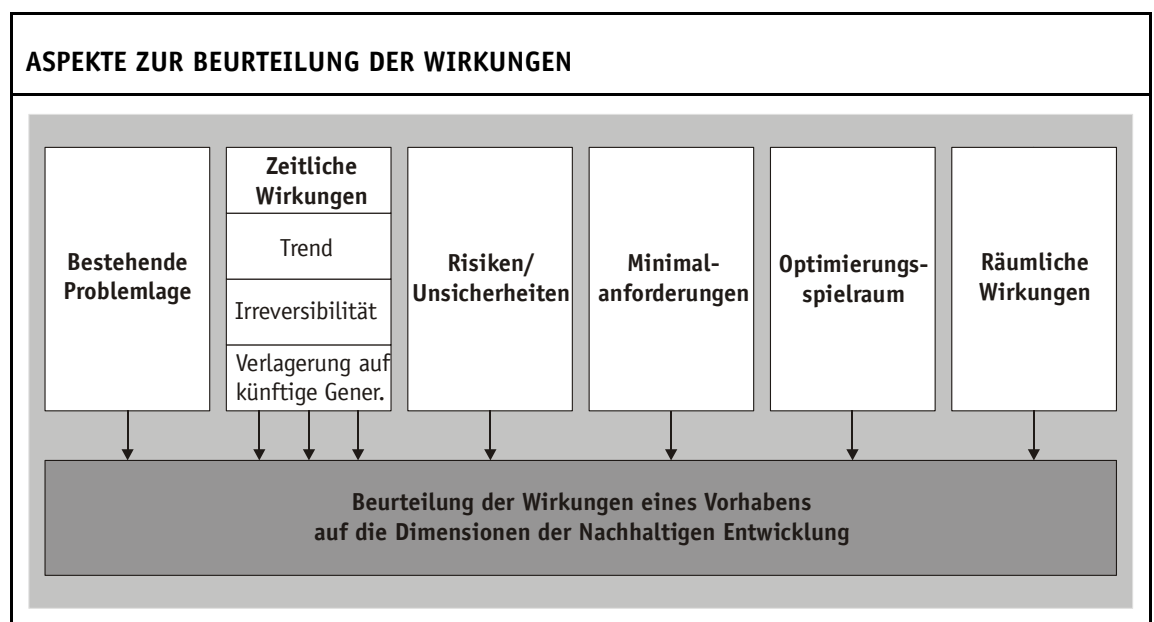 ASPEKTE ZUR BEURTEILUNG DER WIRKUNGEN
Bestehende
Problemlage
Zeitliche
Wirkungen
Trend
Irreversibilität
Verlagerung auf
künftige Gener.
Risiken/
Unsicherheiten
Minimal-
anforderungen
Optimierungs-
spielraum
Räumliche
Wirkungen
Beurteilung der Wirkungen eines Vorhabens
auf die Dimensionen der Nachhaltigen Entwicklung